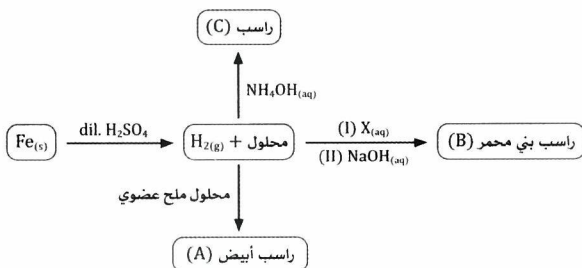 راسب (C)
NH₄OH(aq)
Fe(s)
dil. H₂SO₄
محلول + H₂(g)
(I) X(aq)
(II) NaOH(aq)
راسب بني محمر (B)
محلول ملح عضوي
راسب أبيض (A)